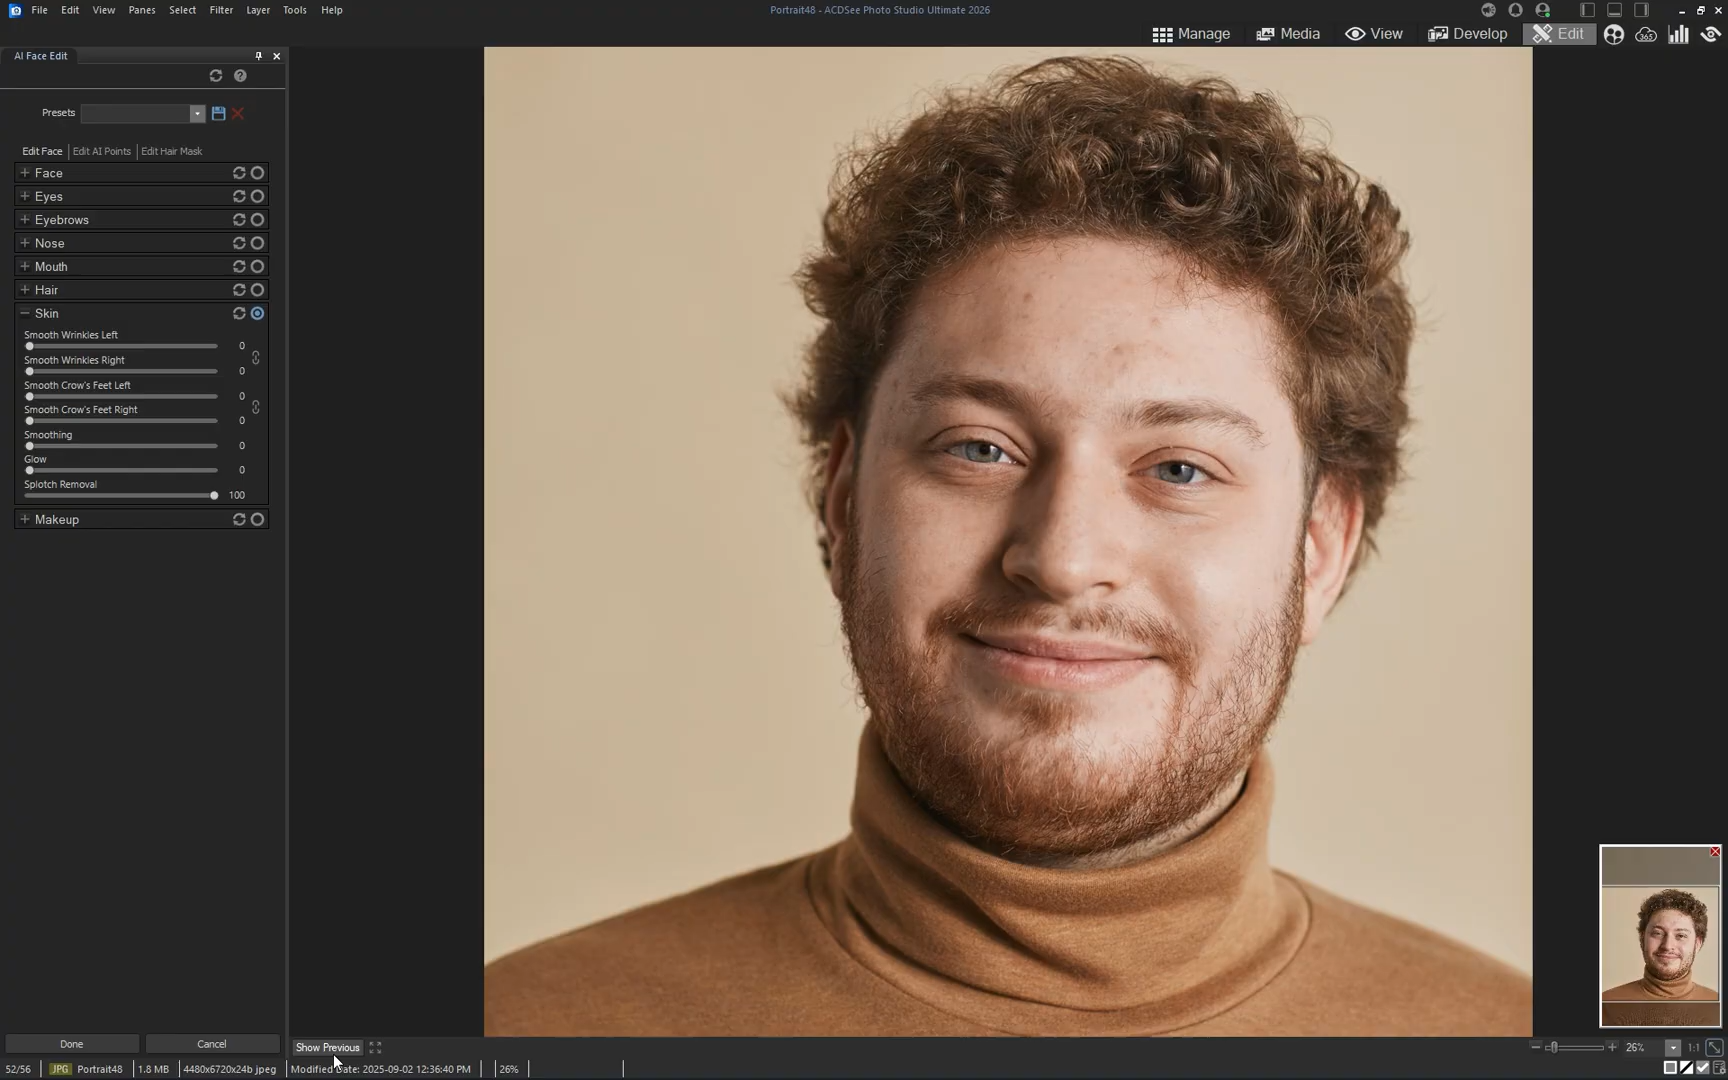 File Edit View Panes Select Filter Layer Tools Help
Portrait48 - ACDSee Photo Studio Ultimate 2026
Manage Media View Develop Edit 365
AI Face Edit
Presets
Edit Face Edit AI Points Edit Hair Mask
Face
Eyes
Eyebrows
Nose
Mouth
Hair
Skin
Smooth Wrinkles Left
0
Smooth Wrinkles Right
0
Smooth Crow's Feet Left
0
Smooth Crow's Feet Right
0
Smoothing
0
Glow
0
Splotch Removal
100
Makeup
Done Cancel Show Previous 26% 1:1
52/56 JPG Portrait48 1.8 MB 4480x6720x24b jpeg Modified Date: 2025-09-02 12:36:40 PM 26%